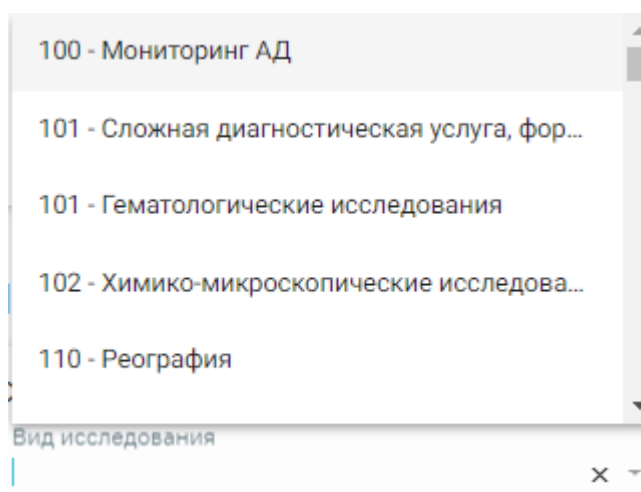 100 - Мониторинг АД
101 - Сложная диагностическая услуга, фор...
101 - Гематологические исследования
102 - Химико-микроскопические исследова...
110 - Реография
Вид исследования